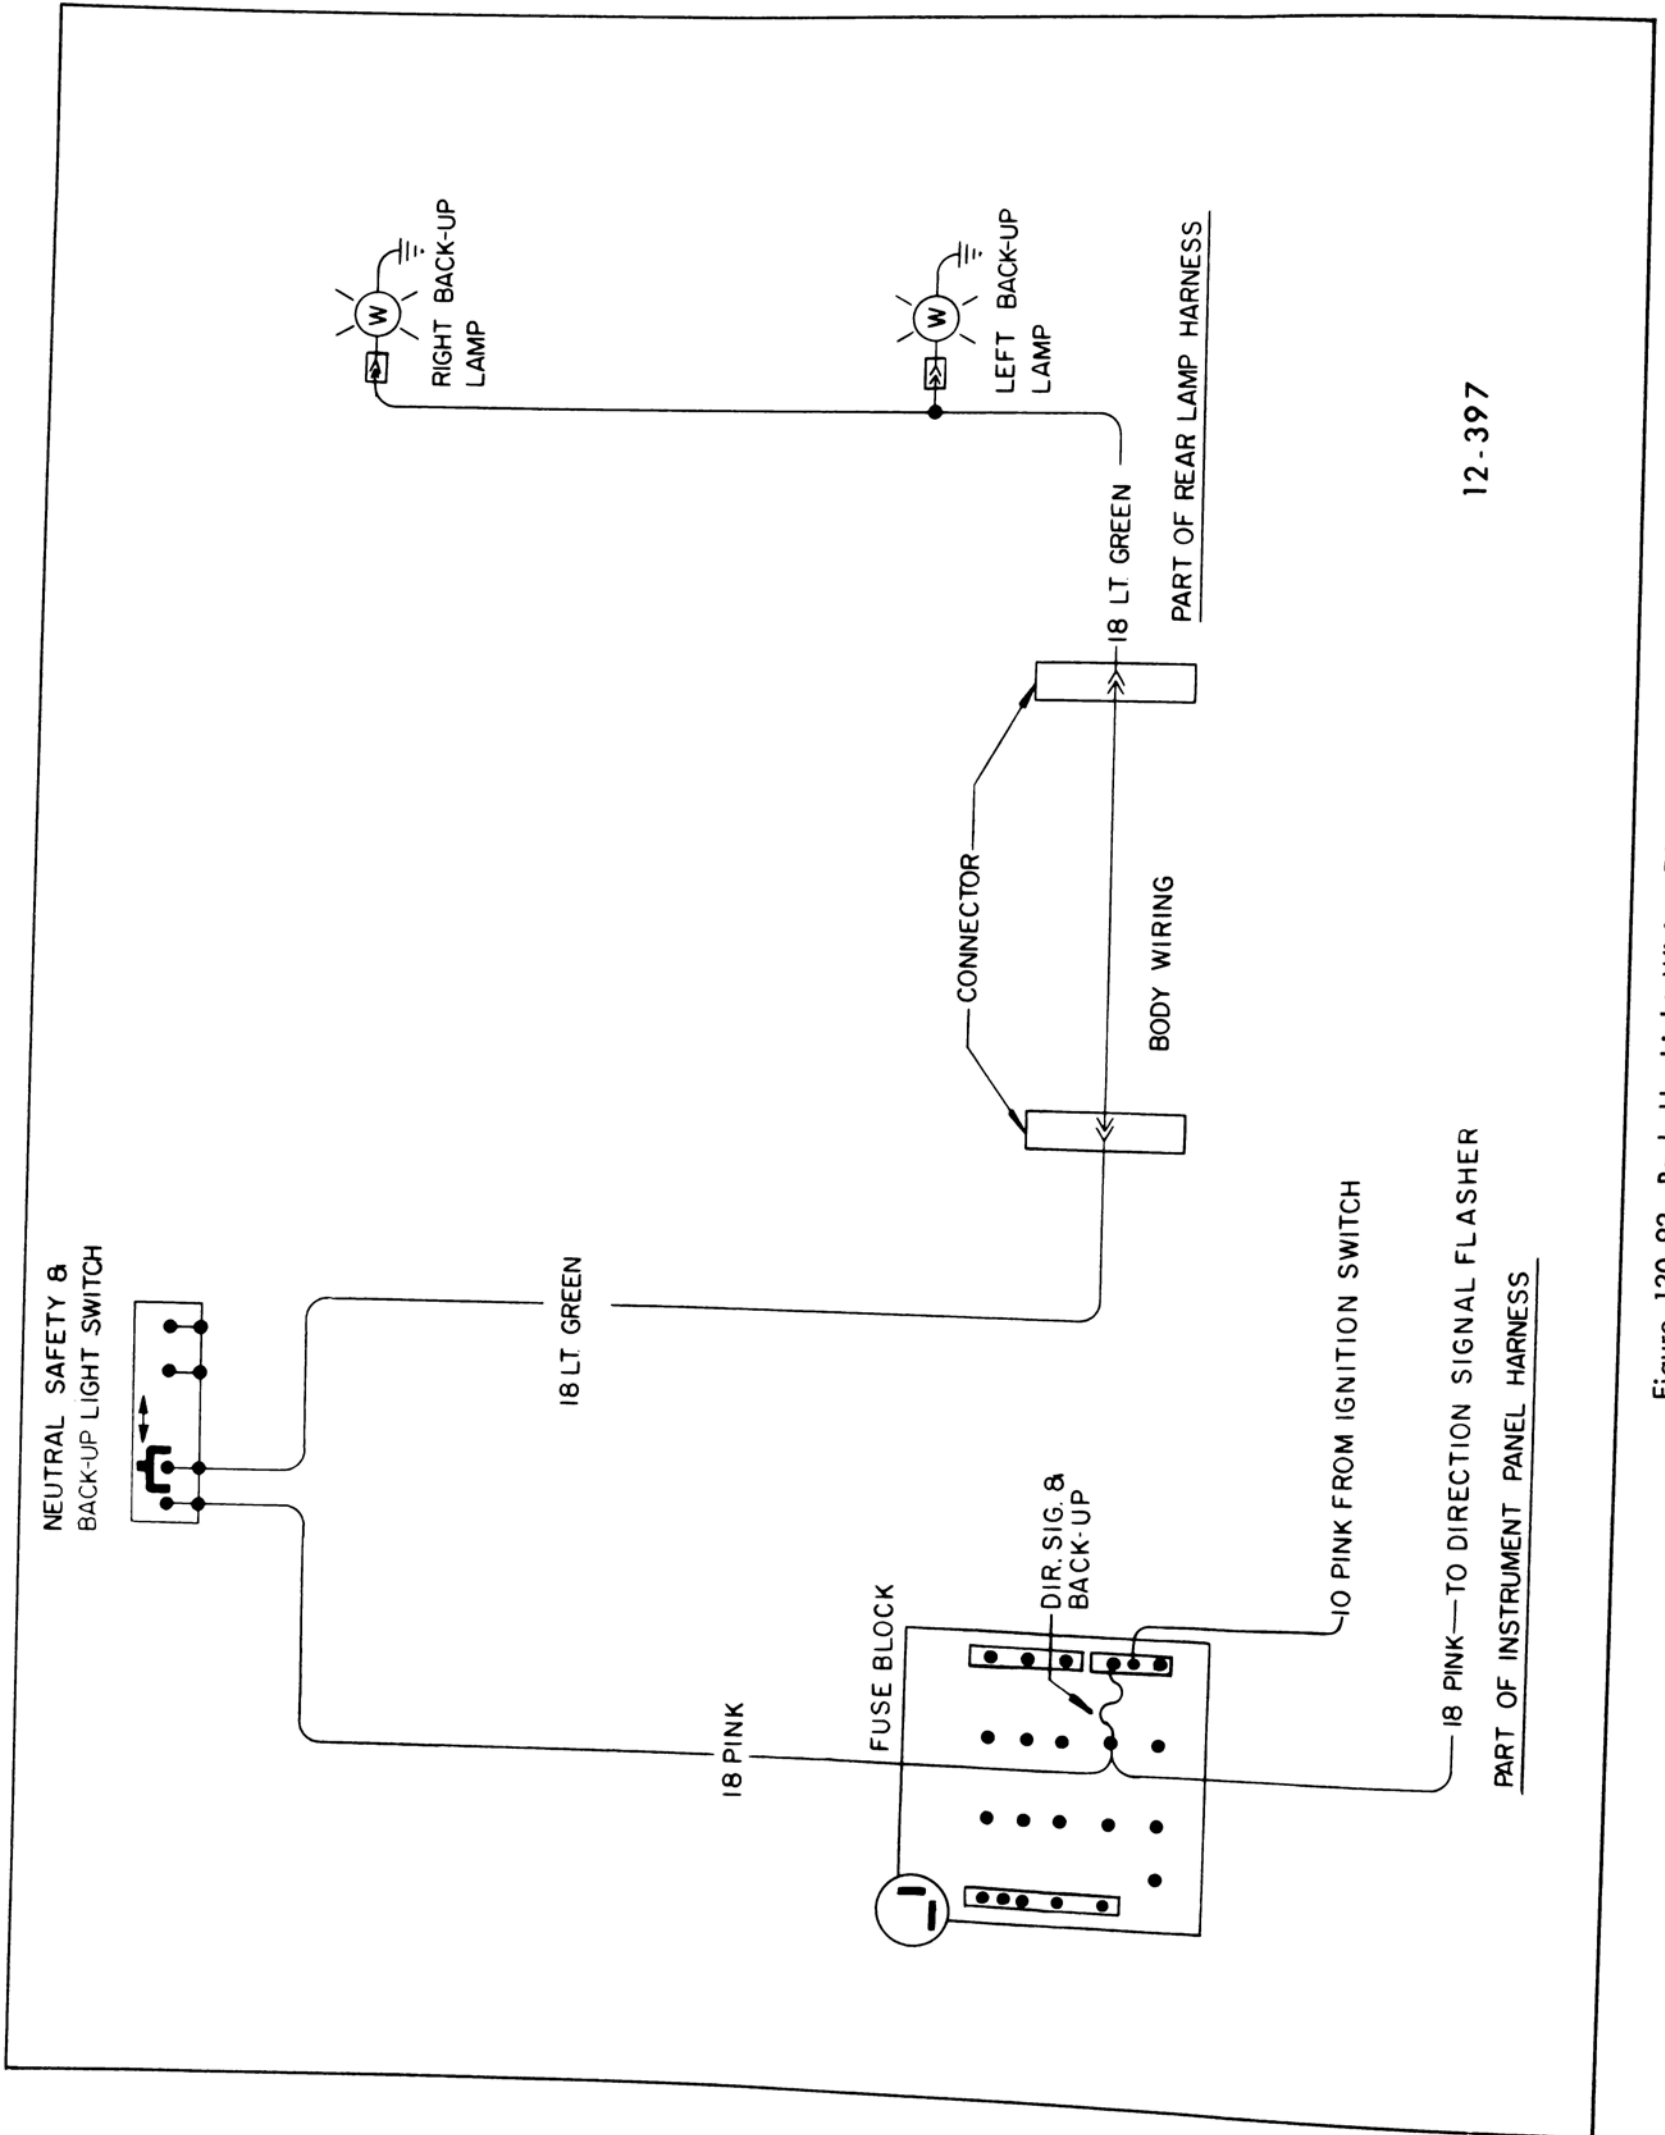 NEUTRAL SAFETY &
BACK-UP LIGHT SWITCH
W
RIGHT BACK-UP
LAMP
18 LT. GREEN
18 PINK
W
LEFT BACK-UP
LAMP
CONNECTOR
FUSE BLOCK
DIR. SIG. &
BACK-UP
18 LT. GREEN
BODY WIRING
PART OF REAR LAMP HARNESS
10 PINK FROM IGNITION SWITCH
18 PINK—TO DIRECTION SIGNAL FLASHER
PART OF INSTRUMENT PANEL HARNESS
12-397